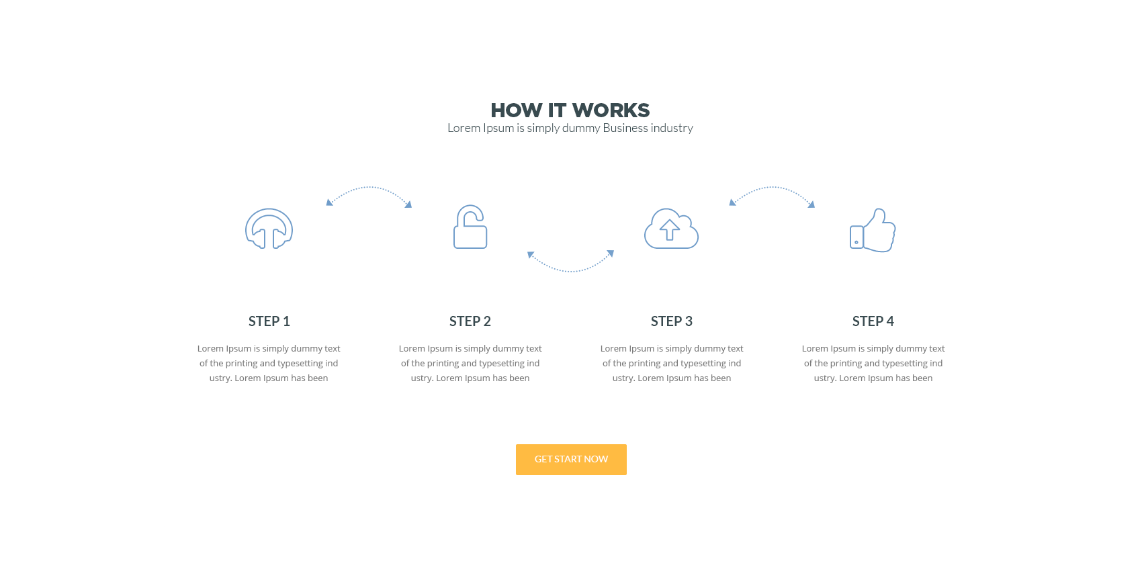 HOW IT WORKS
Lorem Ipsum is simply dummy Business industry
STEP 1
Lorem Ipsum is simply dummy text
of the printing and typesetting ind
ustry. Lorem Ipsum has been
STEP 2
Lorem Ipsum is simply dummy text
of the printing and typesetting ind
ustry. Lorem Ipsum has been
STEP 3
Lorem Ipsum is simply dummy text
of the printing and typesetting ind
ustry. Lorem Ipsum has been
STEP 4
Lorem Ipsum is simply dummy text
of the printing and typesetting ind
ustry. Lorem Ipsum has been
GET START NOW